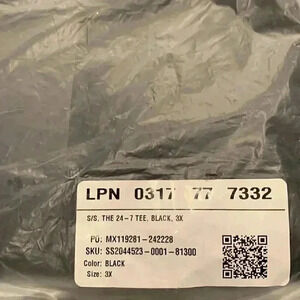 LPN 0317 77 7332
S/S, THE 24-7 TEE, BLACK, 3X
PO: MX119281-242228
SKU: SS2044523-0001-81300
Color: BLACK
Size: 3X